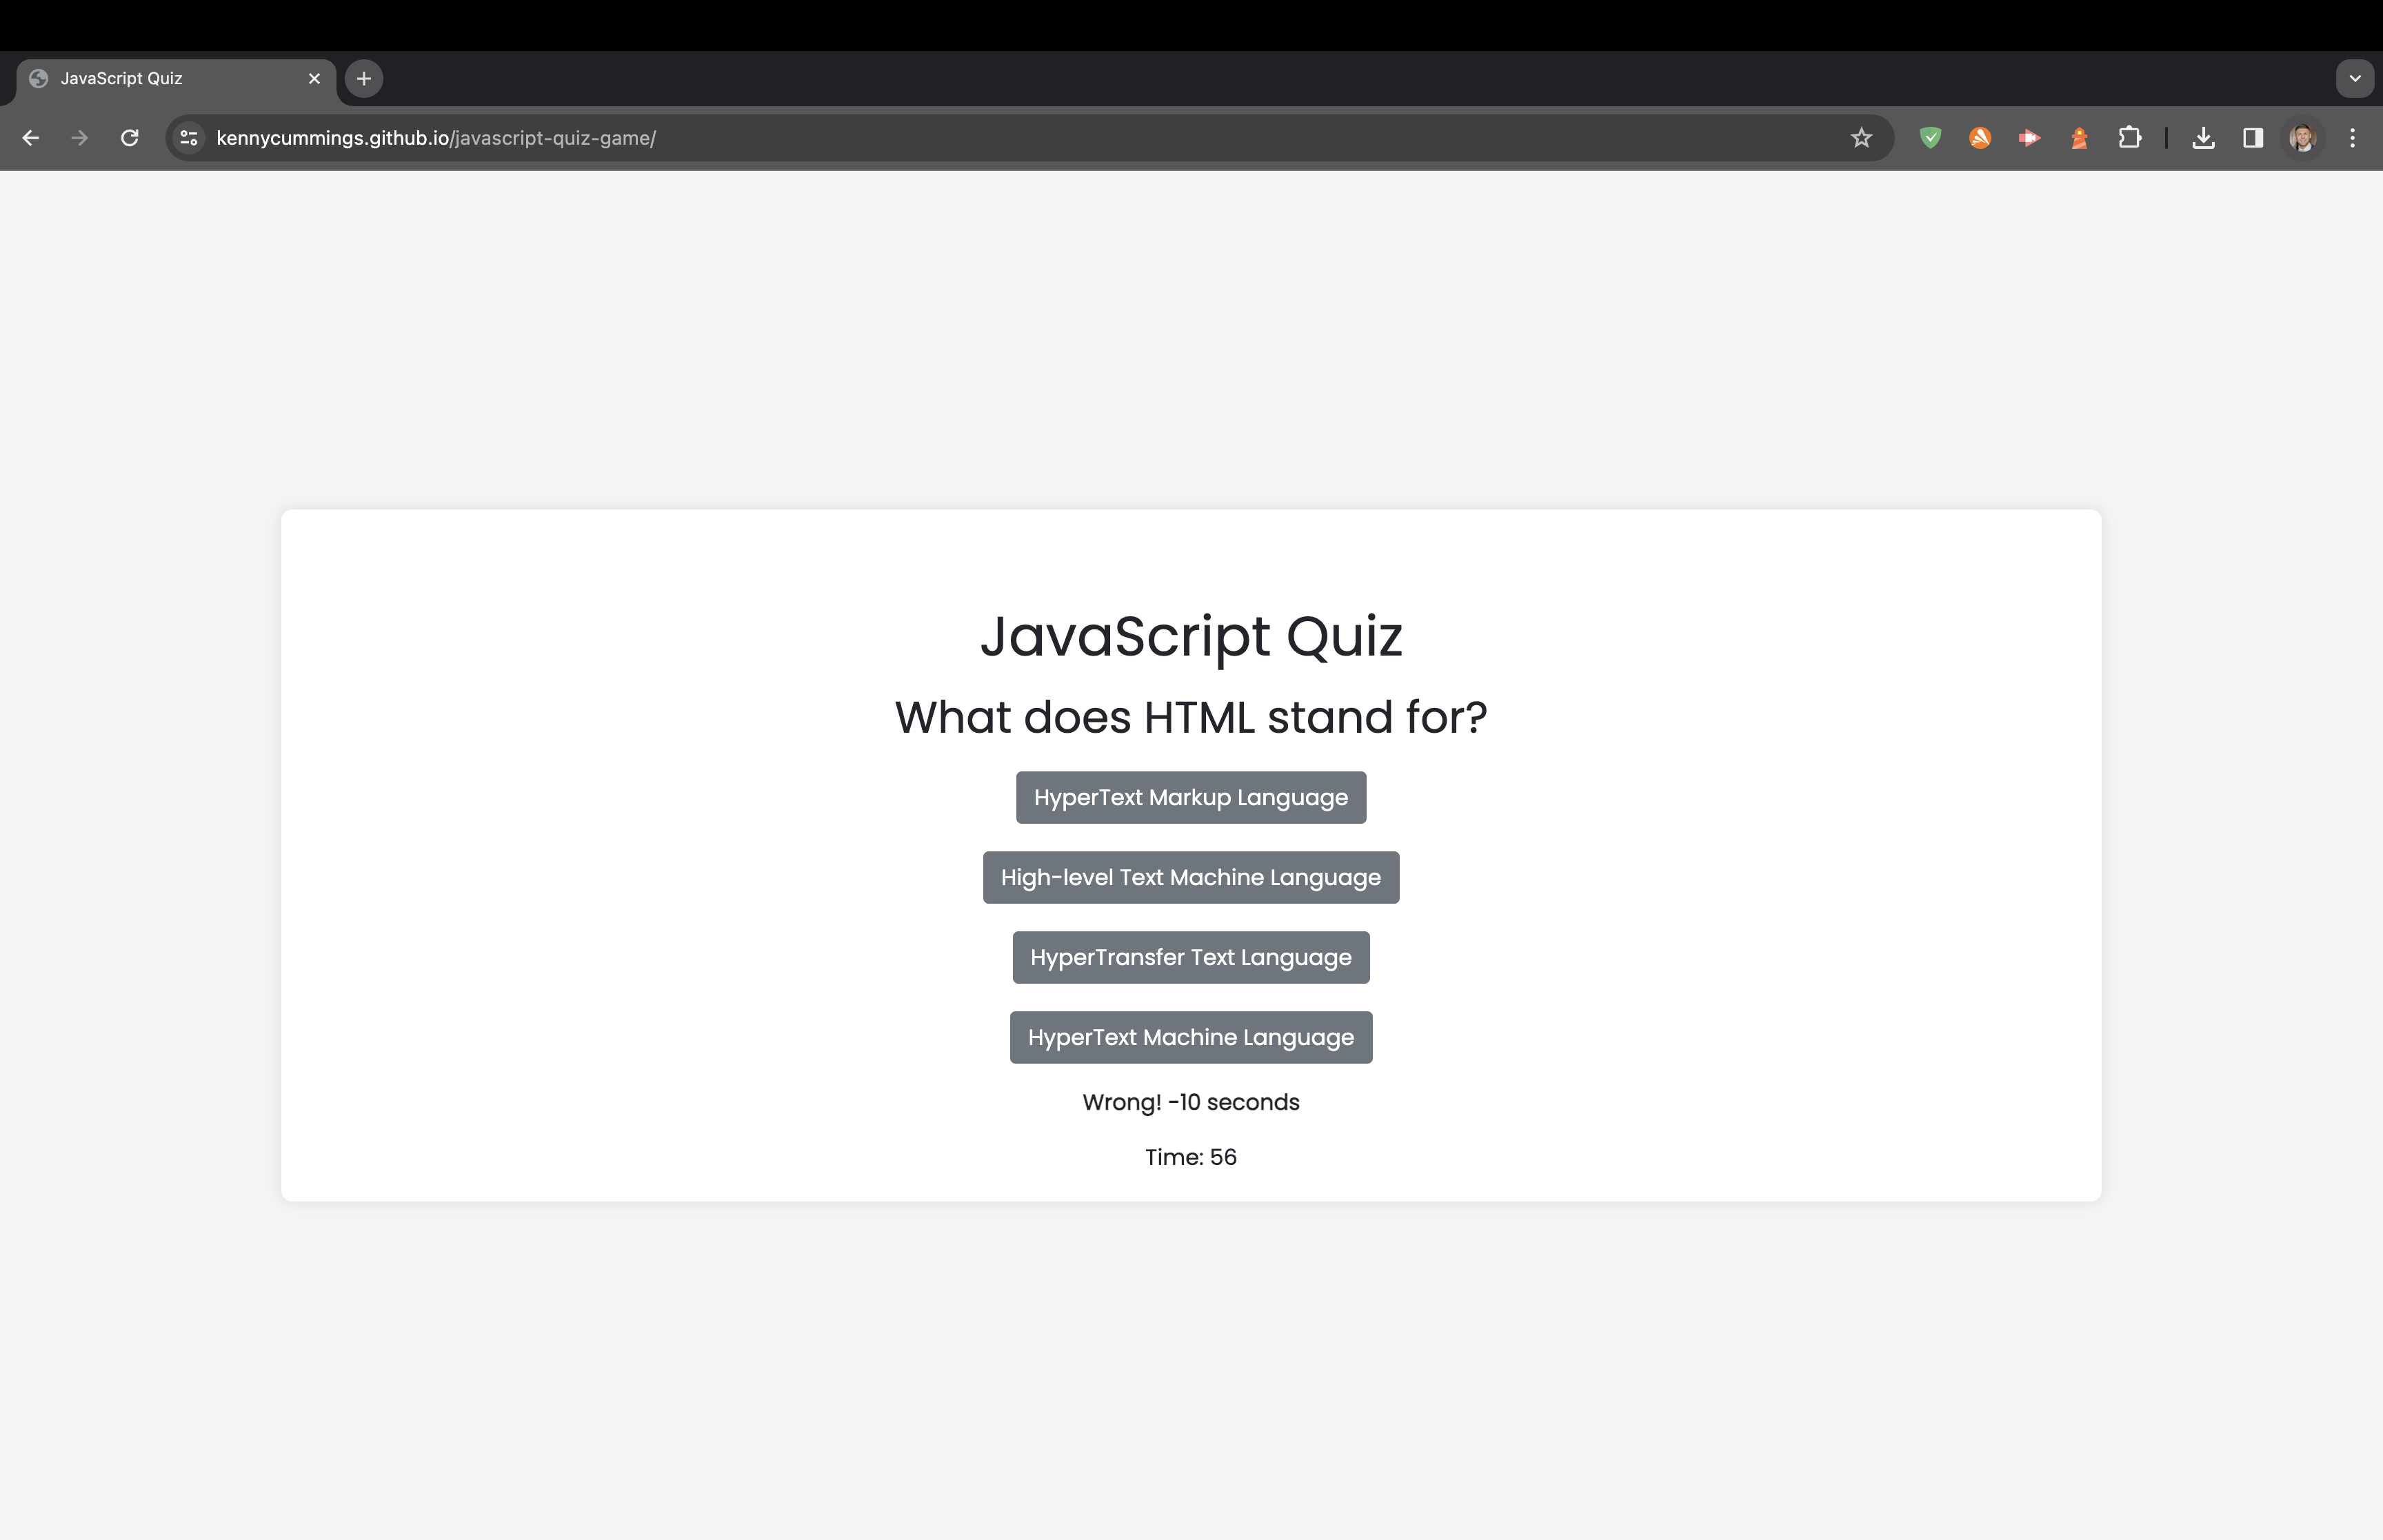 JavaScript Quiz
kennycummings.github.io/javascript-quiz-game/
JavaScript Quiz
What does HTML stand for?
HyperText Markup Language
High-level Text Machine Language
HyperTransfer Text Language
HyperText Machine Language
Wrong! -10 seconds
Time: 56